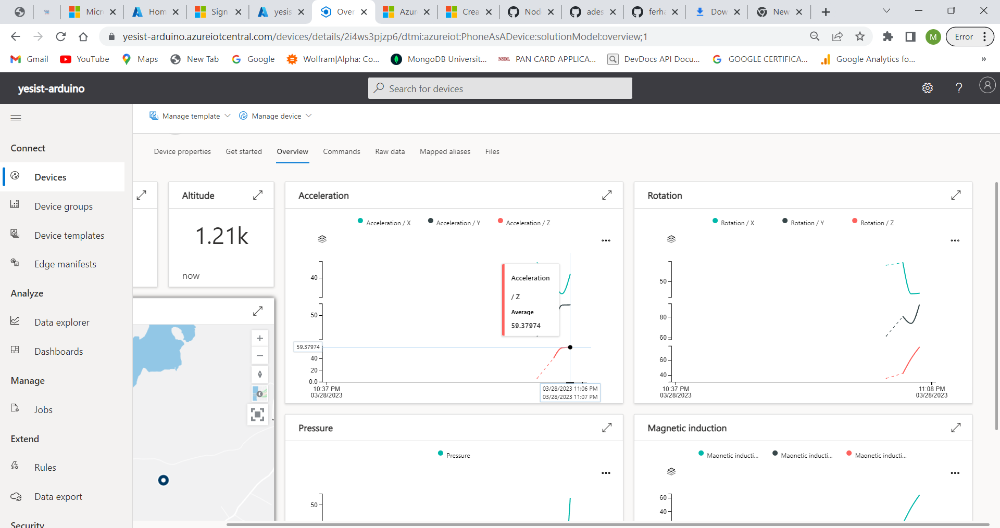 Micr
Hom
Sign
yesis
Over
Azur
Crea
Nod
ades
ferha
Dow
New
yesist-arduino.azureiotcentral.com/devices/details/2i4ws3pjzp6/dtmi:azureiot:PhoneAsADevice:solutionModel:overview;1
M
Error
Gmail
YouTube
Maps
New Tab
Google
Wolfram|Alpha: Co...
MongoDB Universit...
NSDL PAN CARD APPLICA...
DevDocs API Docu...
GOOGLE CERTIFICA...
Google Analytics fo...
»
yesist-arduino
Search for devices
?
Manage template
Manage device
Device properties
Get started
Overview
Commands
Raw data
Mapped aliases
Files
Connect
Devices
Device groups
Device templates
Edge manifests
Analyze
Data explorer
Dashboards
Manage
Jobs
Extend
Rules
Data export
Security
Altitude
1.21k
now
Acceleration
Acceleration / X
Acceleration / Y
Acceleration / Z
40
50
Acceleration
/ Z
Average
59.37974
59.37974
40
20
0.0
10:37 PM
03/28/2023
03/28/2023 11:06 PM
03/28/2023 11:07 PM
Rotation
Rotation / X
Rotation / Y
Rotation / Z
50
80
60
60
40
10:37 PM
03/28/2023
11:08 PM
03/28/2023
Pressure
Pressure
50
Magnetic induction
Magnetic inducti...
Magnetic inducti...
Magnetic inducti...
60
40